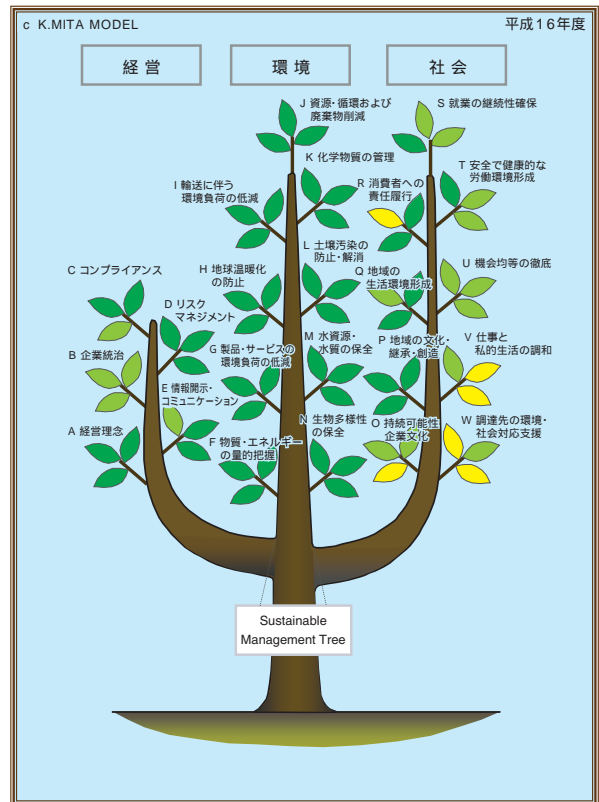 c K.MITA MODEL
平成16年度
経営
環境
社会
J 資源・循環および
廃棄物削減
S 就業の継続性確保
K 化学物質の管理
T 安全で健康的な
労働環境形成
I 輸送に伴う
環境負荷の低減
R 消費者への
責任履行
L 土壌汚染の
防止・解消
C コンプライアンス
H 地球温暖化
の防止
Q 地域の
生活環境形成
U 機会均等の徹底
D リスク
マネジメント
M 水資源・
水質の保全
P 地域の文化・
継承・創造
V 仕事と
私的生活の調和
B 企業統治
G 製品・サービスの
環境負荷の低減
E 情報開示・
コミュニケーション
A 経営理念
F 物質・エネルギー
の量的把握
N 生物多様性
の保全
O 持続可能性
企業文化
W 調達先の環境・
社会対応支援
Sustainable
Management Tree